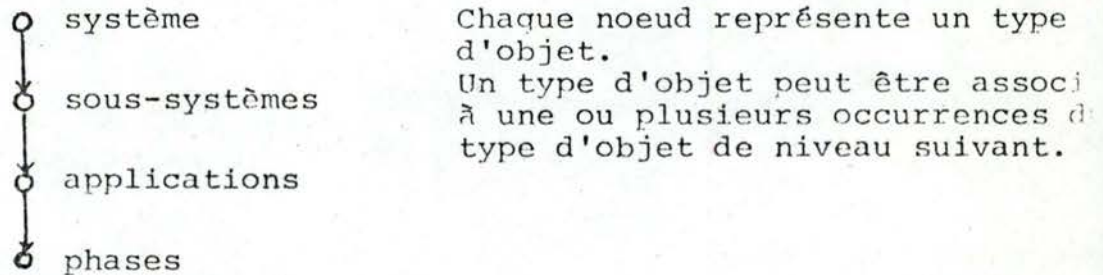 système
sous-systèmes
applications
phases
Chaque noeud représente un type
d'objet.
Un type d'objet peut être
à une ou plusieurs occurrences
type d'objet de niveau suivant.